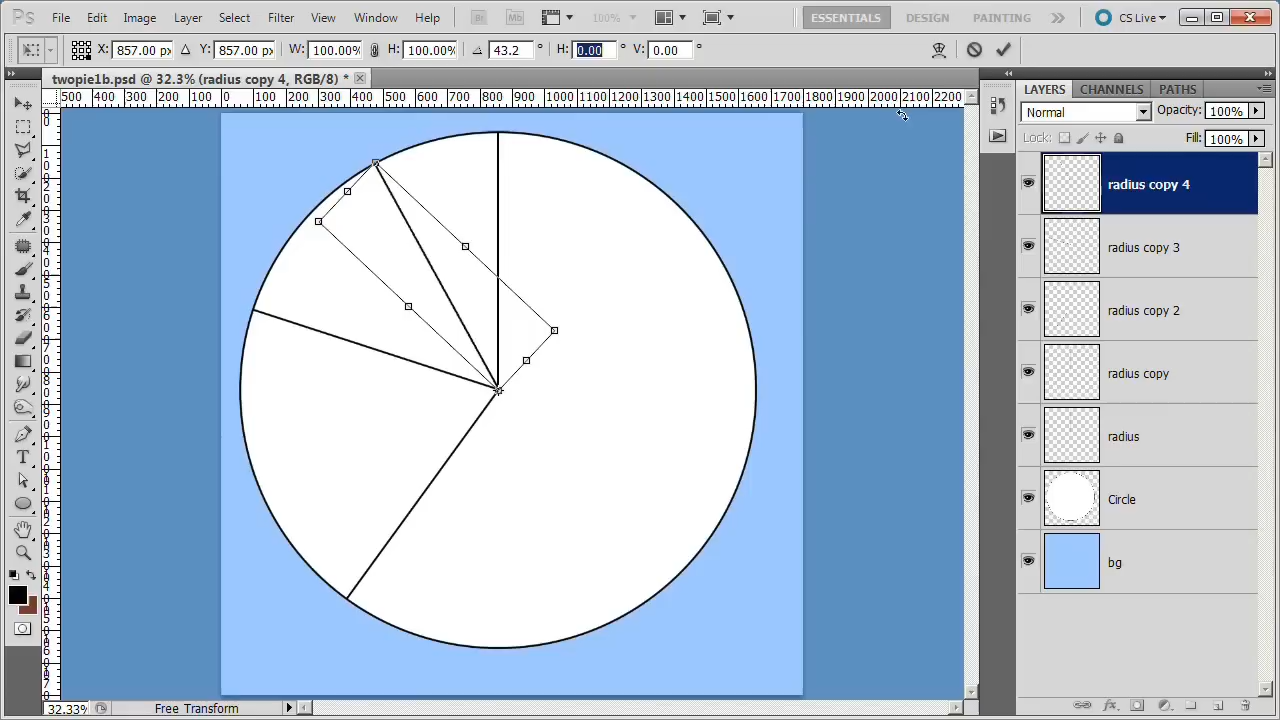 Ps File Edit Image Layer Select Filter View Window Help Br Mb 100% ESSENTIALS DESIGN PAINTING CS Live
X: 857.00 px Y: 857.00 px W: 100.00% H: 100.00% 43.2 ° H: 0.00 ° V: 0.00 °
twopie1b.psd @ 32.3% (radius copy 4, RGB/8) *
500 400 300 200 100 0 100 200 300 400 500 600 700 800 900 1000 1100 1200 1300 1400 1500 1600 1700 1800 1900 2000 2100 2200
LAYERS CHANNELS PATHS
Normal Opacity: 100%
Lock: Fill: 100%
radius copy 4
radius copy 3
radius copy 2
radius copy
radius
Circle
bg
32.33% Free Transform